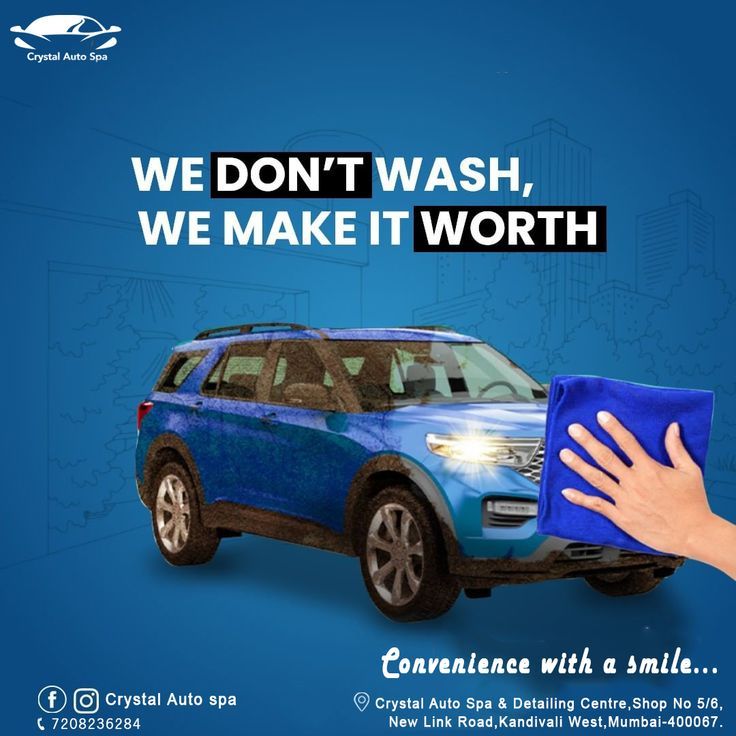 Crystal Auto Spa
WE DON'T WASH,
WE MAKE IT WORTH
Convenience with a smile...
Crystal Auto spa
7208236284
Crystal Auto Spa & Detailing Centre,Shop No 5/6,
New Link Road,Kandivali West,Mumbai-400067.